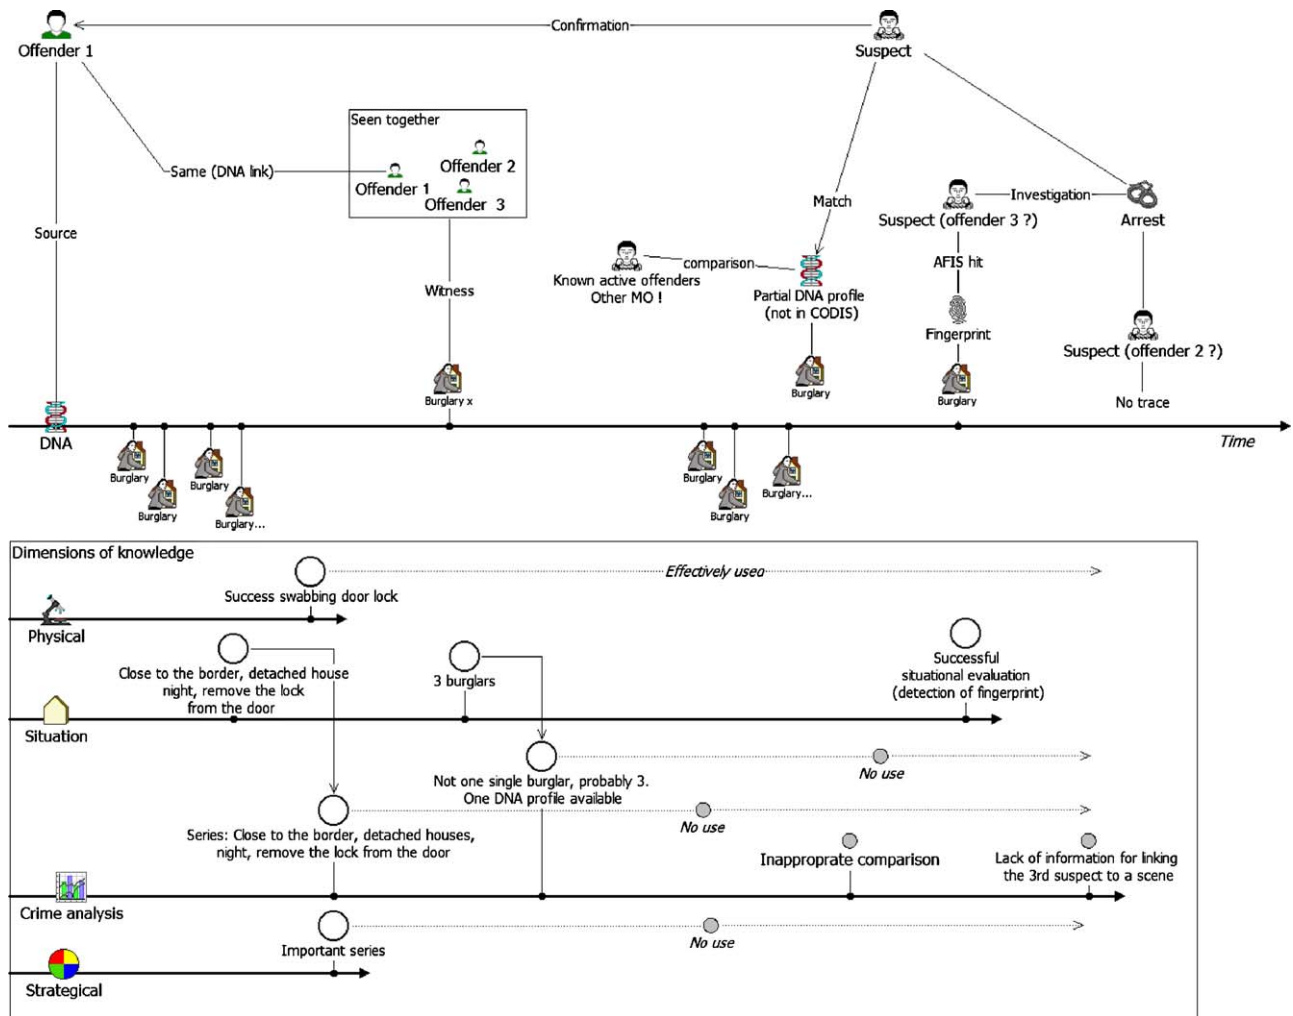 Confirmation
Offender 1
Suspect
Seen together
Offender 2
Same (DNA link)
Offender 1
Offender 3
Match
Investigation
Suspect (offender 3 ?)
Arrest
Source
comparison
AFIS hit
Known active offenders
Other MO !
Witness
Partial DNA profile
(not in CODIS)
Fingerprint
Suspect (offender 2 ?)
Burglary x
Burglary
Burglary
No trace
DNA
Time
Burglary
Burglary
Burglary
Burglary...
Burglary
Burglary
Burglary...
Dimensions of knowledge
Effectively used
Success swabbing door lock
Physical
Close to the border, detached house
night, remove the lock
from the door
3 burglars
Successful
situational evaluation
(detection of fingerprint)
Situation
Not one single burglar, probably 3.
One DNA profile available
No use
Series: Close to the border, detached houses,
night, remove the lock from the door
No use
Inapproprate comparison
Lack of information for linking
the 3rd suspect to a scene
Crime analysis
Important series
No use
Strategical